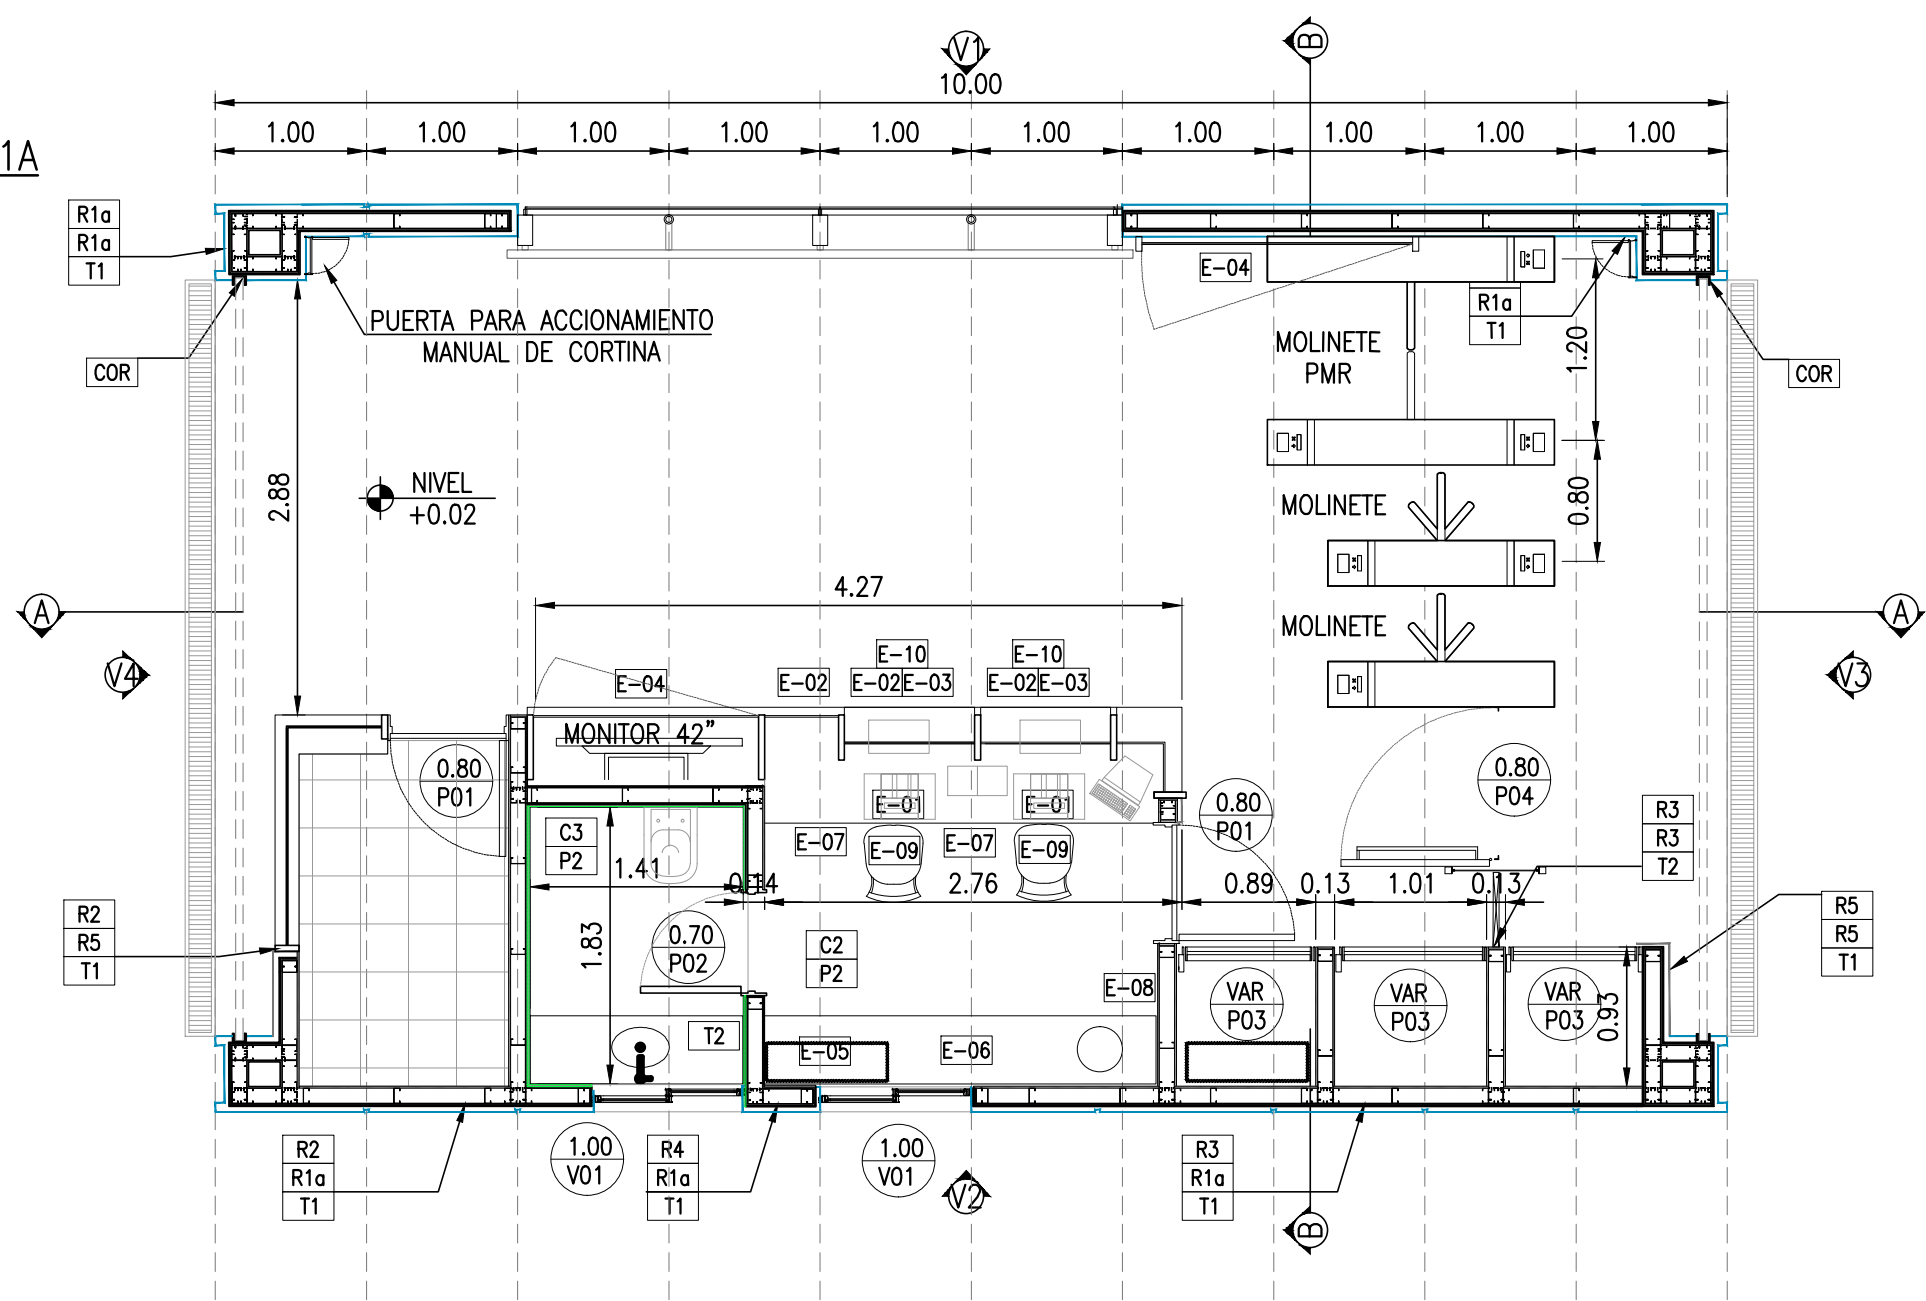 V1
B
10.00
1.00 1.00 1.00 1.00 1.00 1.00 1.00 1.00 1.00 1.00
1A
R1a
R1a
T1
E-04
R1a
T1
PUERTA PARA ACCIONAMIENTO
MANUAL DE CORTINA
MOLINETE
PMR
1.20
COR
COR
2.88
NIVEL
+0.02
MOLINETE
0.80
4.27
A
A
MOLINETE
V4
V3
E-04
E-02
E-10
E-02 E-03
E-10
E-02 E-03
MONITOR 42”
0.80
P01
0.80
P01
0.80
P04
E-01
E-01
R3
R3
T2
C3
P2
E-07
E-09
E-07
E-09
1.41
0.14
2.76
0.89
0.13
1.01
0.13
R2
R5
T1
R5
R5
T1
1.83
0.70
P02
C2
P2
E-08
VAR
P03
VAR
P03
VAR
P03
0.93
T2
E-05
E-06
R2
R1a
T1
1.00
V01
R4
R1a
T1
1.00
V01
V2
R3
R1a
T1
B